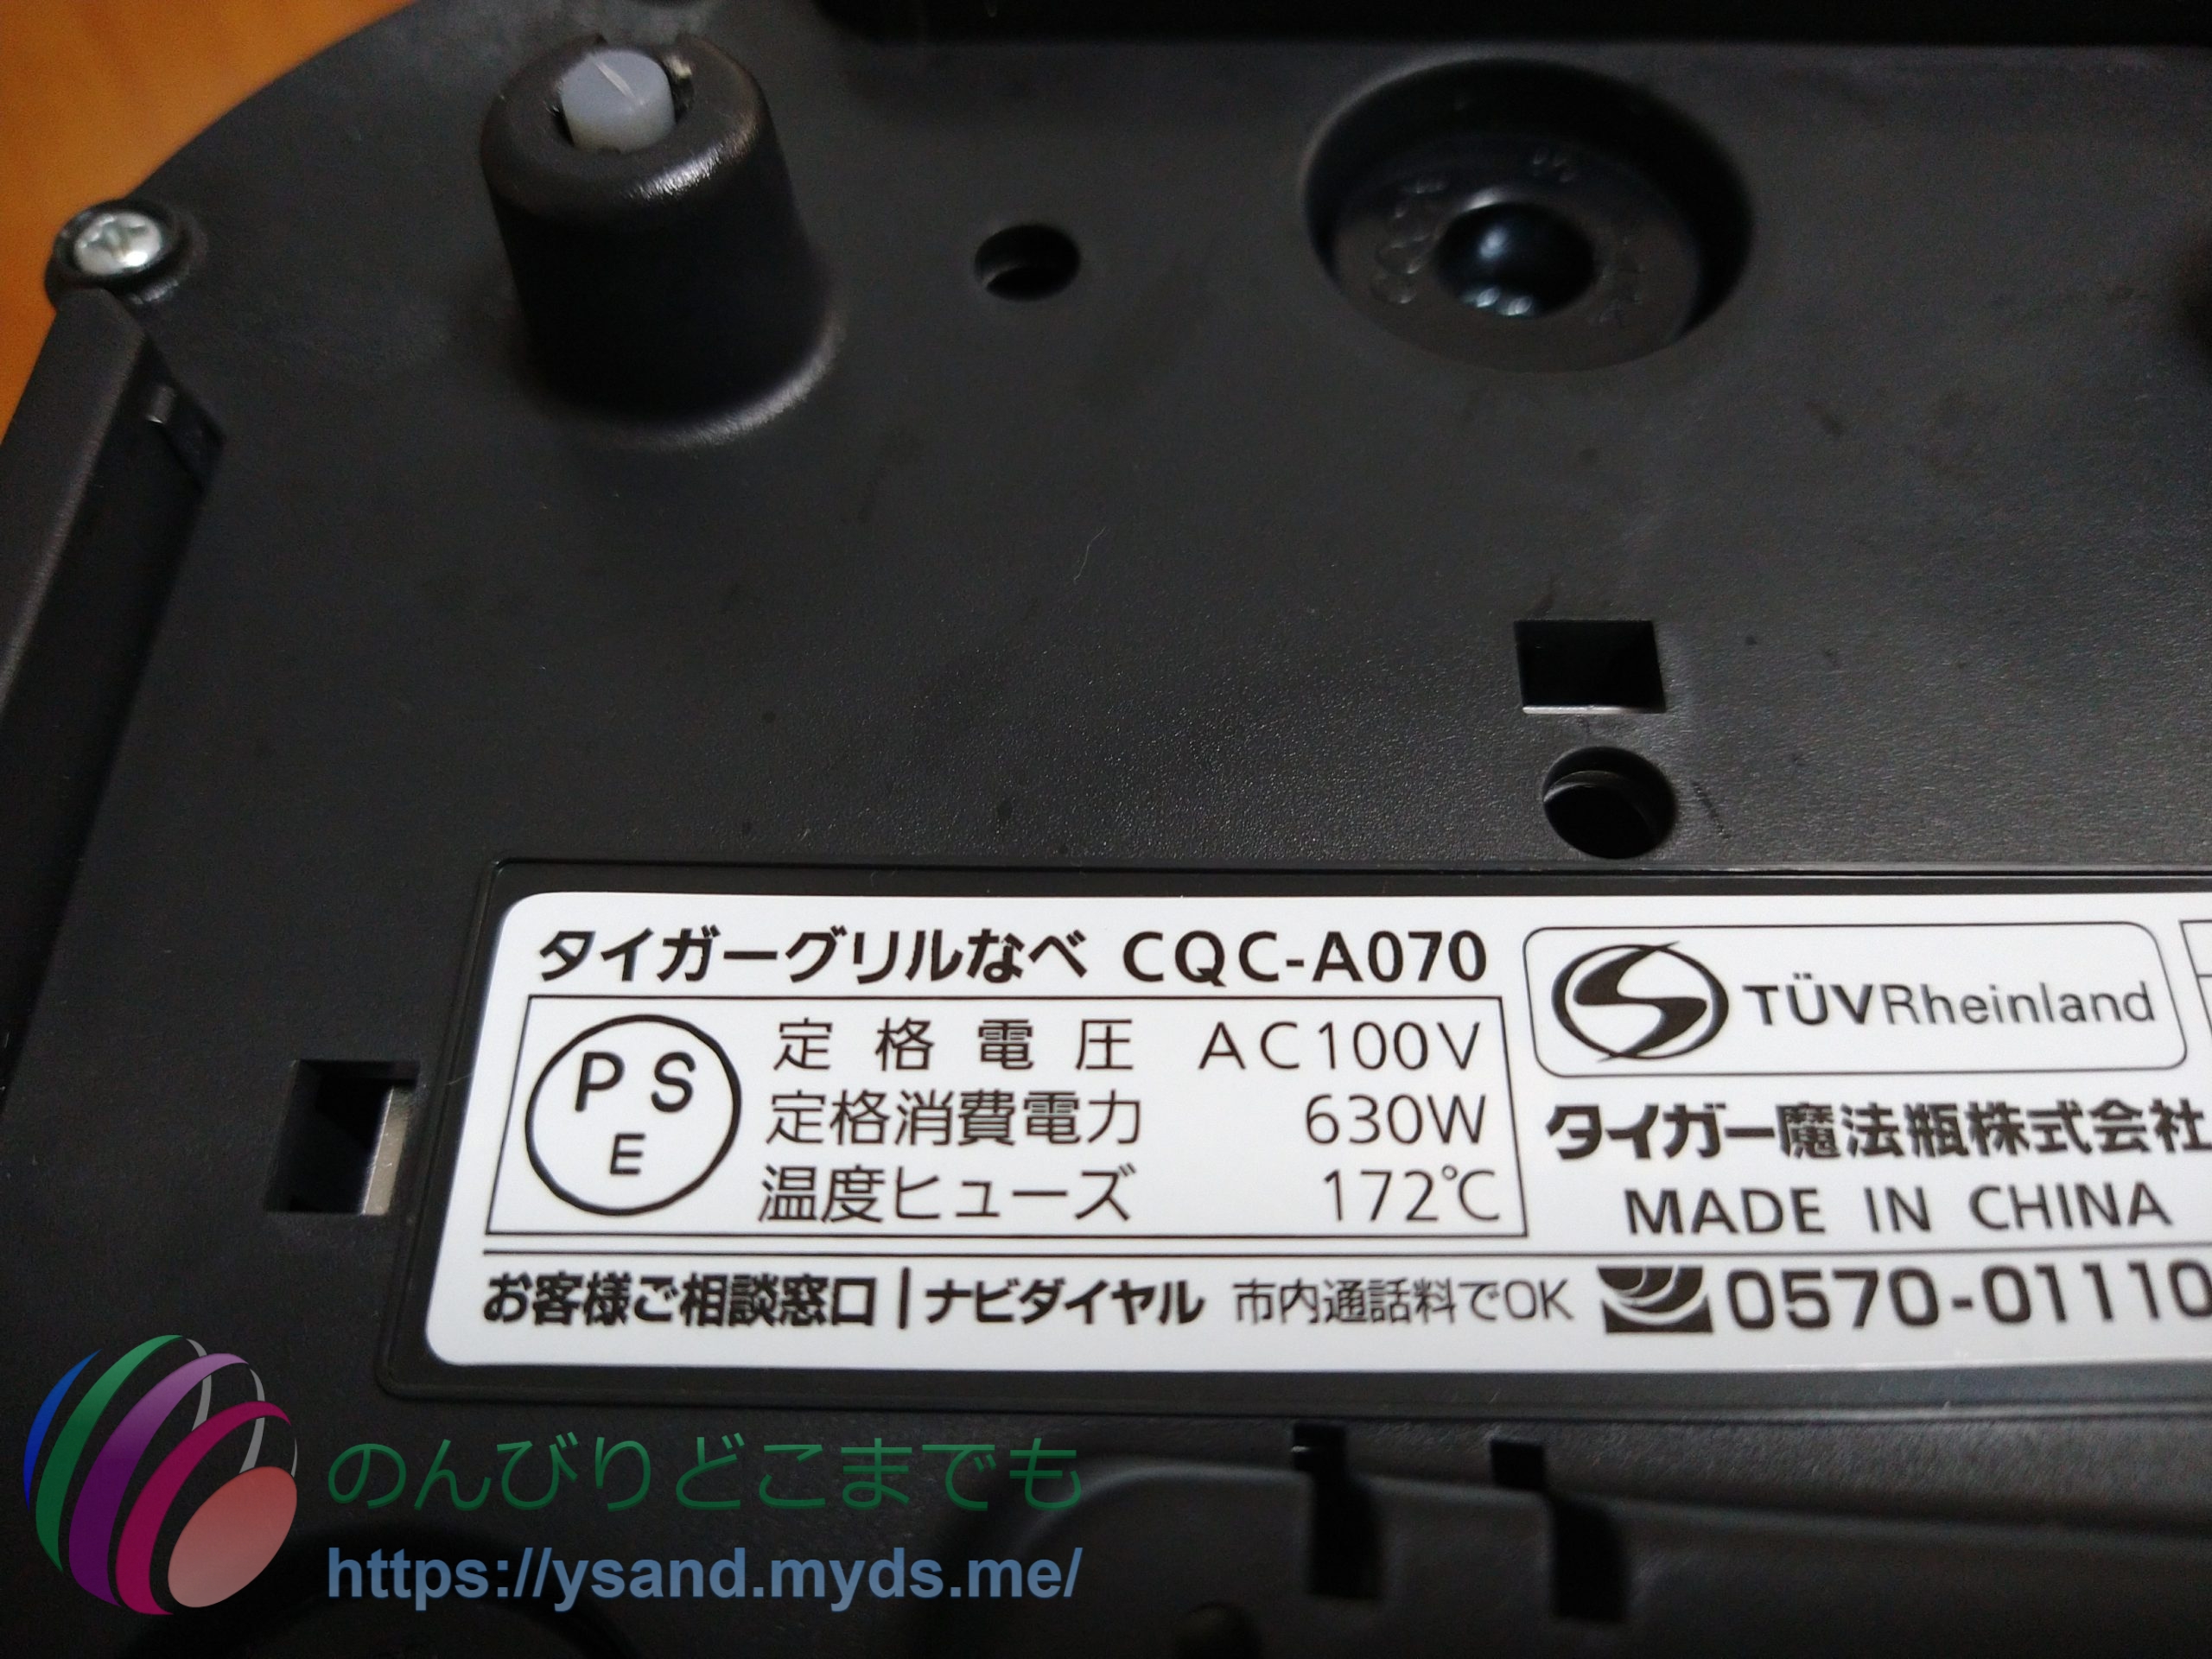 タイガーグリルなべ CQC-A070
PS
E
定格電圧 AC100V
定格消費電力 630W
温度ヒューズ 172℃
TÜVRheinland
タイガー魔法瓶株式会社
MADE IN CHINA
お客様ご相談窓口 | ナビダイヤル 市内通話料でOK 0570-01110
のんびりどこまでも
https://ysand.myds.me/